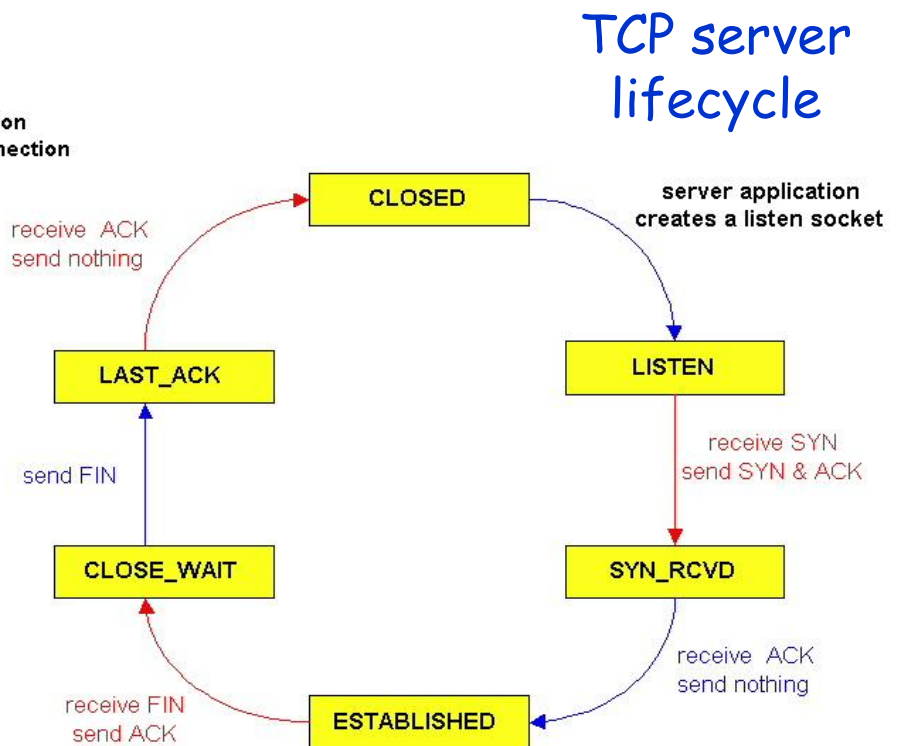 TCP server
lifecycle
on
CLOSED
server application
creates a listen socket
receive ACK
send nothing
LAST_ACK
LISTEN
receive SYN
send SYN & ACK
send FIN
CLOSE_WAIT
SYN_RCVD
receive ACK
send nothing
receive FIN
send ACK
ESTABLISHED